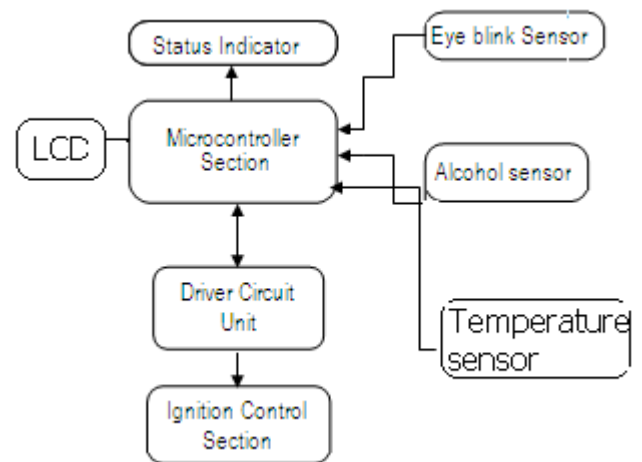 Status Indicator
Eye blink Sensor
LCD
Microcontroller
Section
Alcohol sensor
Driver Circuit
Unit
Temperature
sensor
Ignition Control
Section